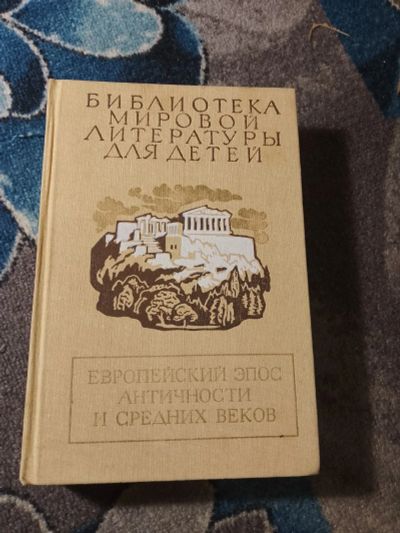 БИБЛИОТЕКА
МИРОВОЙ
ЛИТЕРАТУРЫ
ДЛЯ ДЕТЕЙ
ЕВРОПЕЙСКИЙ ЭПОС
АНТИЧНОСТИ
И СРЕДНИХ ВЕКОВ